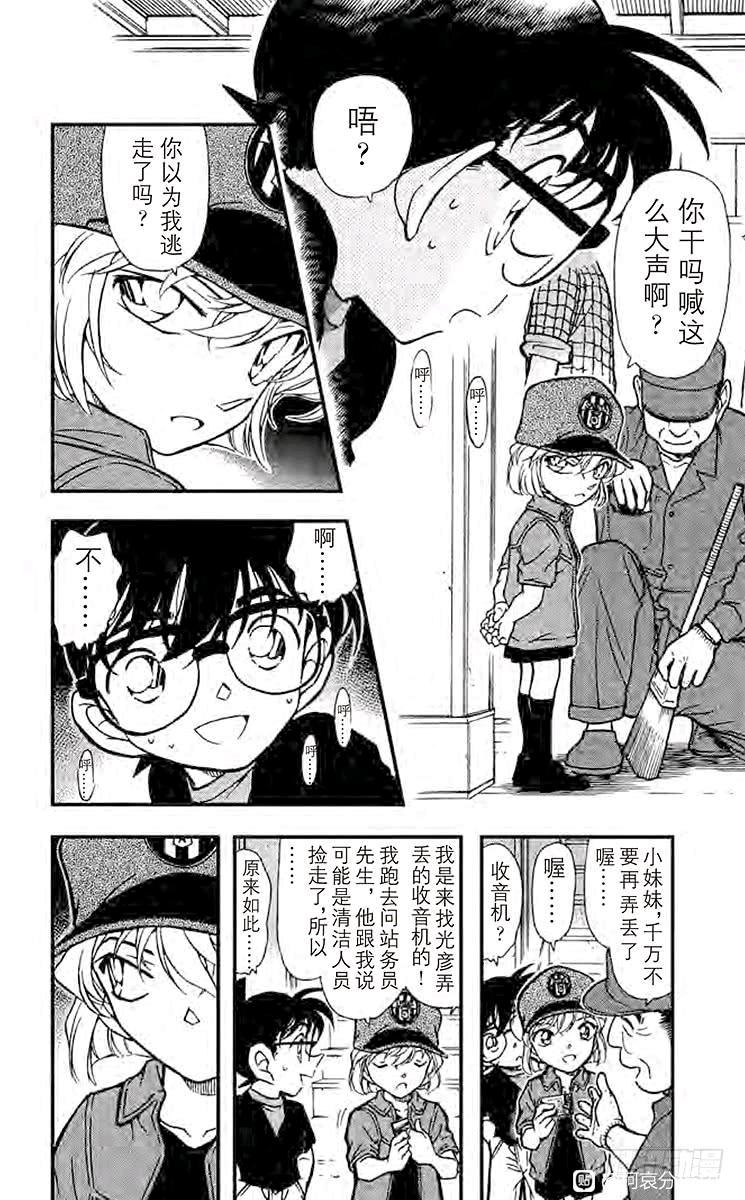 唔？
你干吗喊这
么大声啊？
呼……
呼……
你以为我逃
走了吗？
啊……
不……
呼…
呼…
呼…
小妹妹，千万不
要再弄丢了
喔……
喔……
收音机？
我是来找光彦弄
丢的收音机的！
我跑去问站务员
先生，他跟我说
可能是清洁人员
捡走了，所以
……
原来如此……
贴
@柯哀分